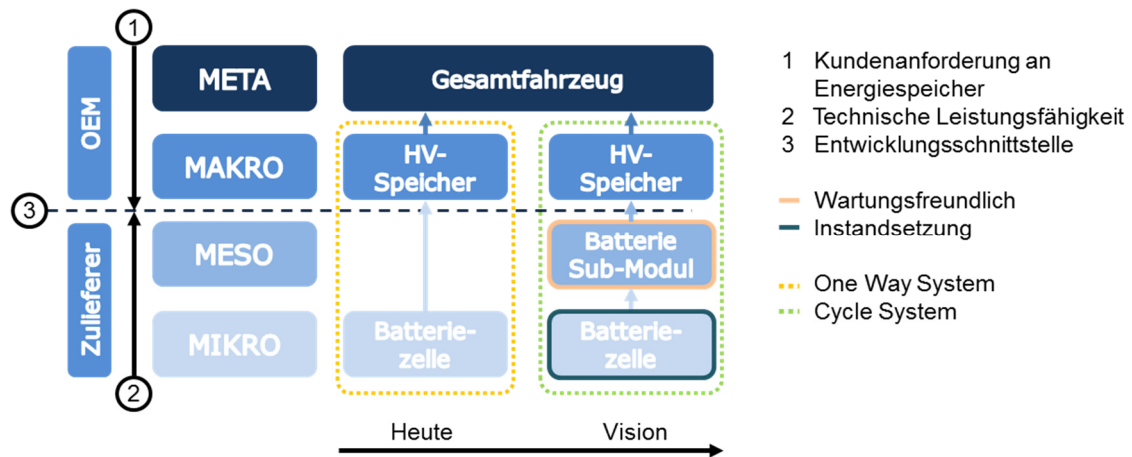 1
OEM
META
Gesamtfahrzeug
MAKRO
HV-
Speicher
HV-
Speicher
3
Zulieferer
MESO
Batterie
Sub-Modul
MIKRO
Batterie-
zelle
Batterie-
zelle
2
Heute
Vision
1 Kundenanforderung an
Energiespeicher
2 Technische Leistungsfähigkeit
3 Entwicklungsschnittstelle
Wartungsfreundlich
Instandsetzung
One Way System
Cycle System